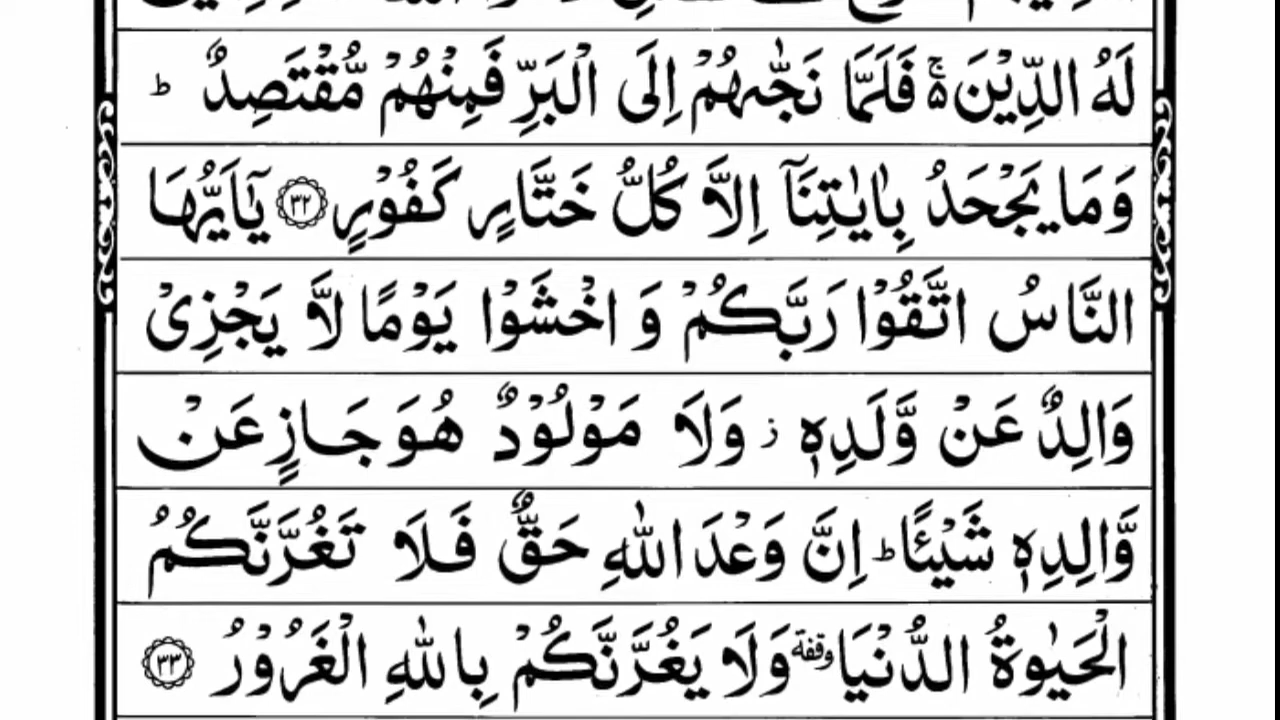 لَهُ الدِّيْنَ ۚ۬ فَلَمَّا نَجّٰىهُمْ اِلَى الْبَرِّ فَمِنْهُمْ مُّقْتَصِدٌ ؕ
وَمَا يَجْحَدُ بِاٰيٰتِنَاۤ اِلَّا كُلُّ خَتَّارٍ كَفُوْرٍ ﴿۳۲﴾ يٰۤاَيُّهَا
النَّاسُ اتَّقُوْا رَبَّكُمْ وَ اخْشَوْا يَوْمًا لَّا يَجْزِىْ
وَالِدٌ عَنْ وَّلَدِهٖ ز وَلَا مَوْلُوْدٌ هُوَ جَازٍ عَنْ
وَّالِدِهٖ شَيْـًٔا ؕ اِنَّ وَعْدَ اللّٰهِ حَقٌّ فَلَا تَغُرَّنَّكُمُ
الْحَيٰوةُ الدُّنْيَا وقفة وَلَا يَغُرَّنَّكُمْ بِاللّٰهِ الْغَرُوْرُ ﴿۳۳﴾